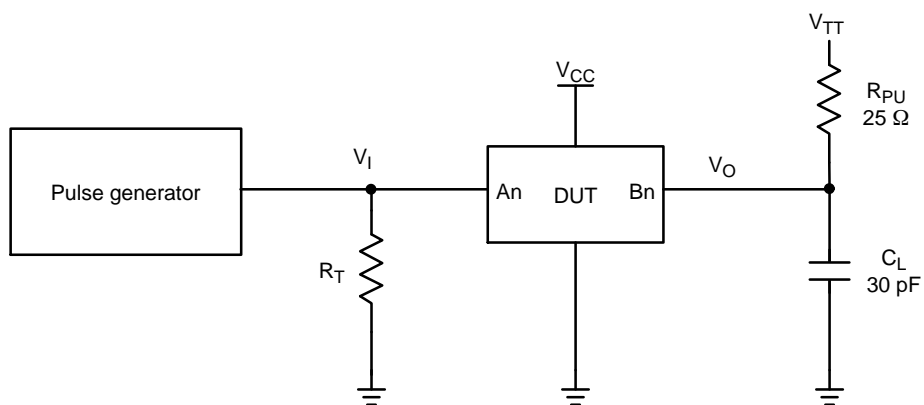 V_TT
V_CC
R_PU
25 Ω
V_I
V_O
Pulse generator
An
DUT
Bn
R_T
C_L
30 pF